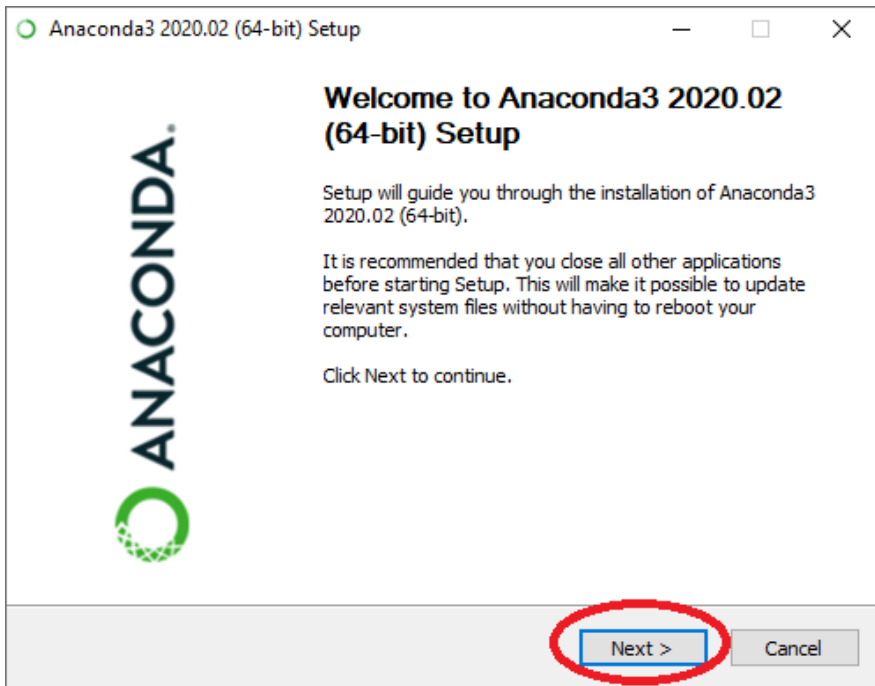 Anaconda3 2020.02 (64-bit) Setup
Welcome to Anaconda3 2020.02
(64-bit) Setup
ANACONDA.
Setup will guide you through the installation of Anaconda3
2020.02 (64-bit).
It is recommended that you close all other applications
before starting Setup. This will make it possible to update
relevant system files without having to reboot your
computer.
Click Next to continue.
Next >
Cancel